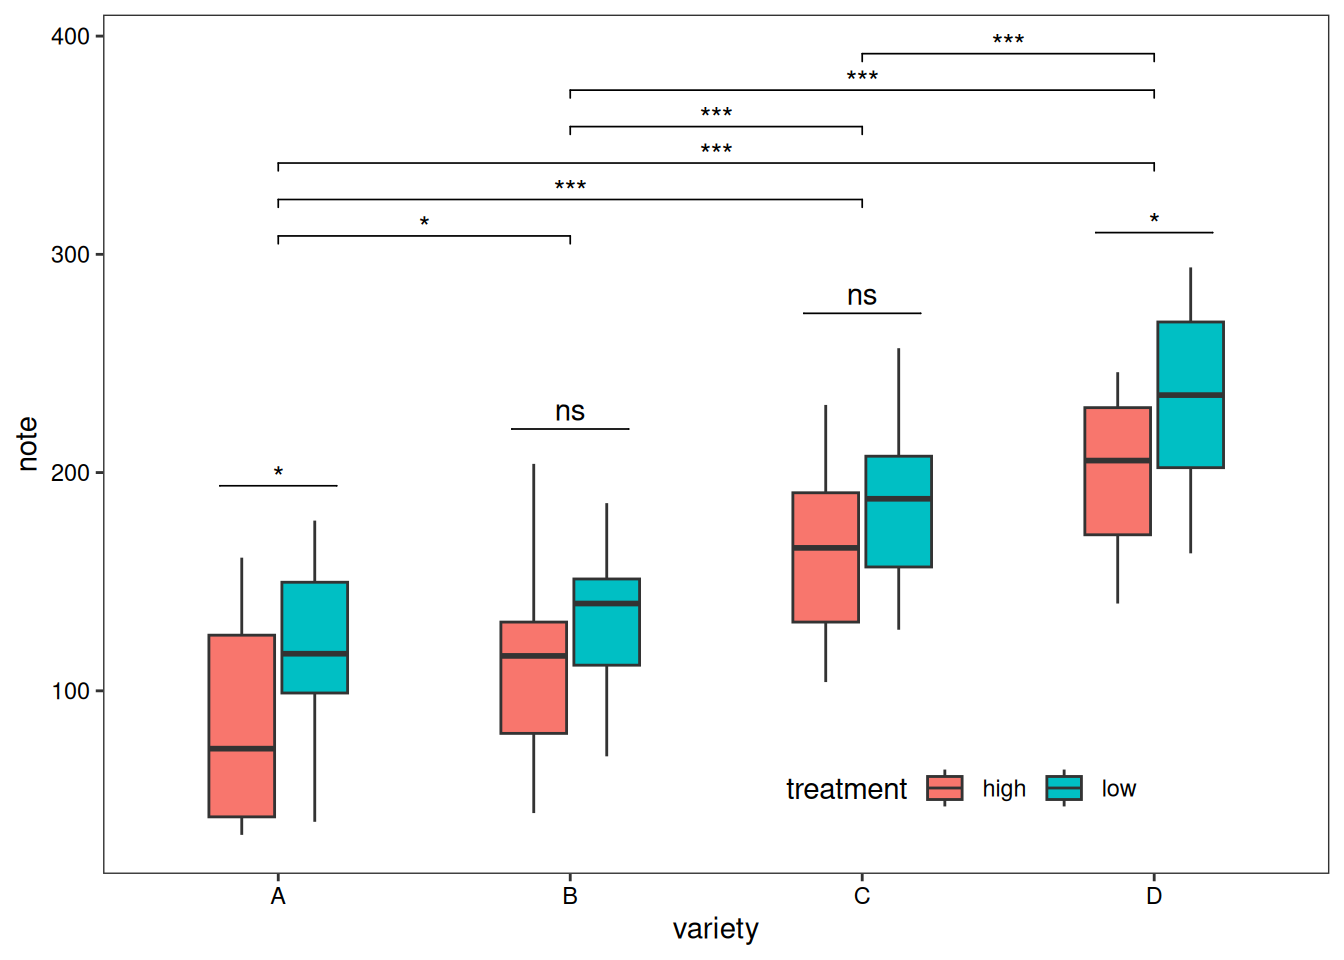 400
***
***
***
***
***
*
*
300
ns
ns
note
200
*
100
treatment high low
A B C D
variety